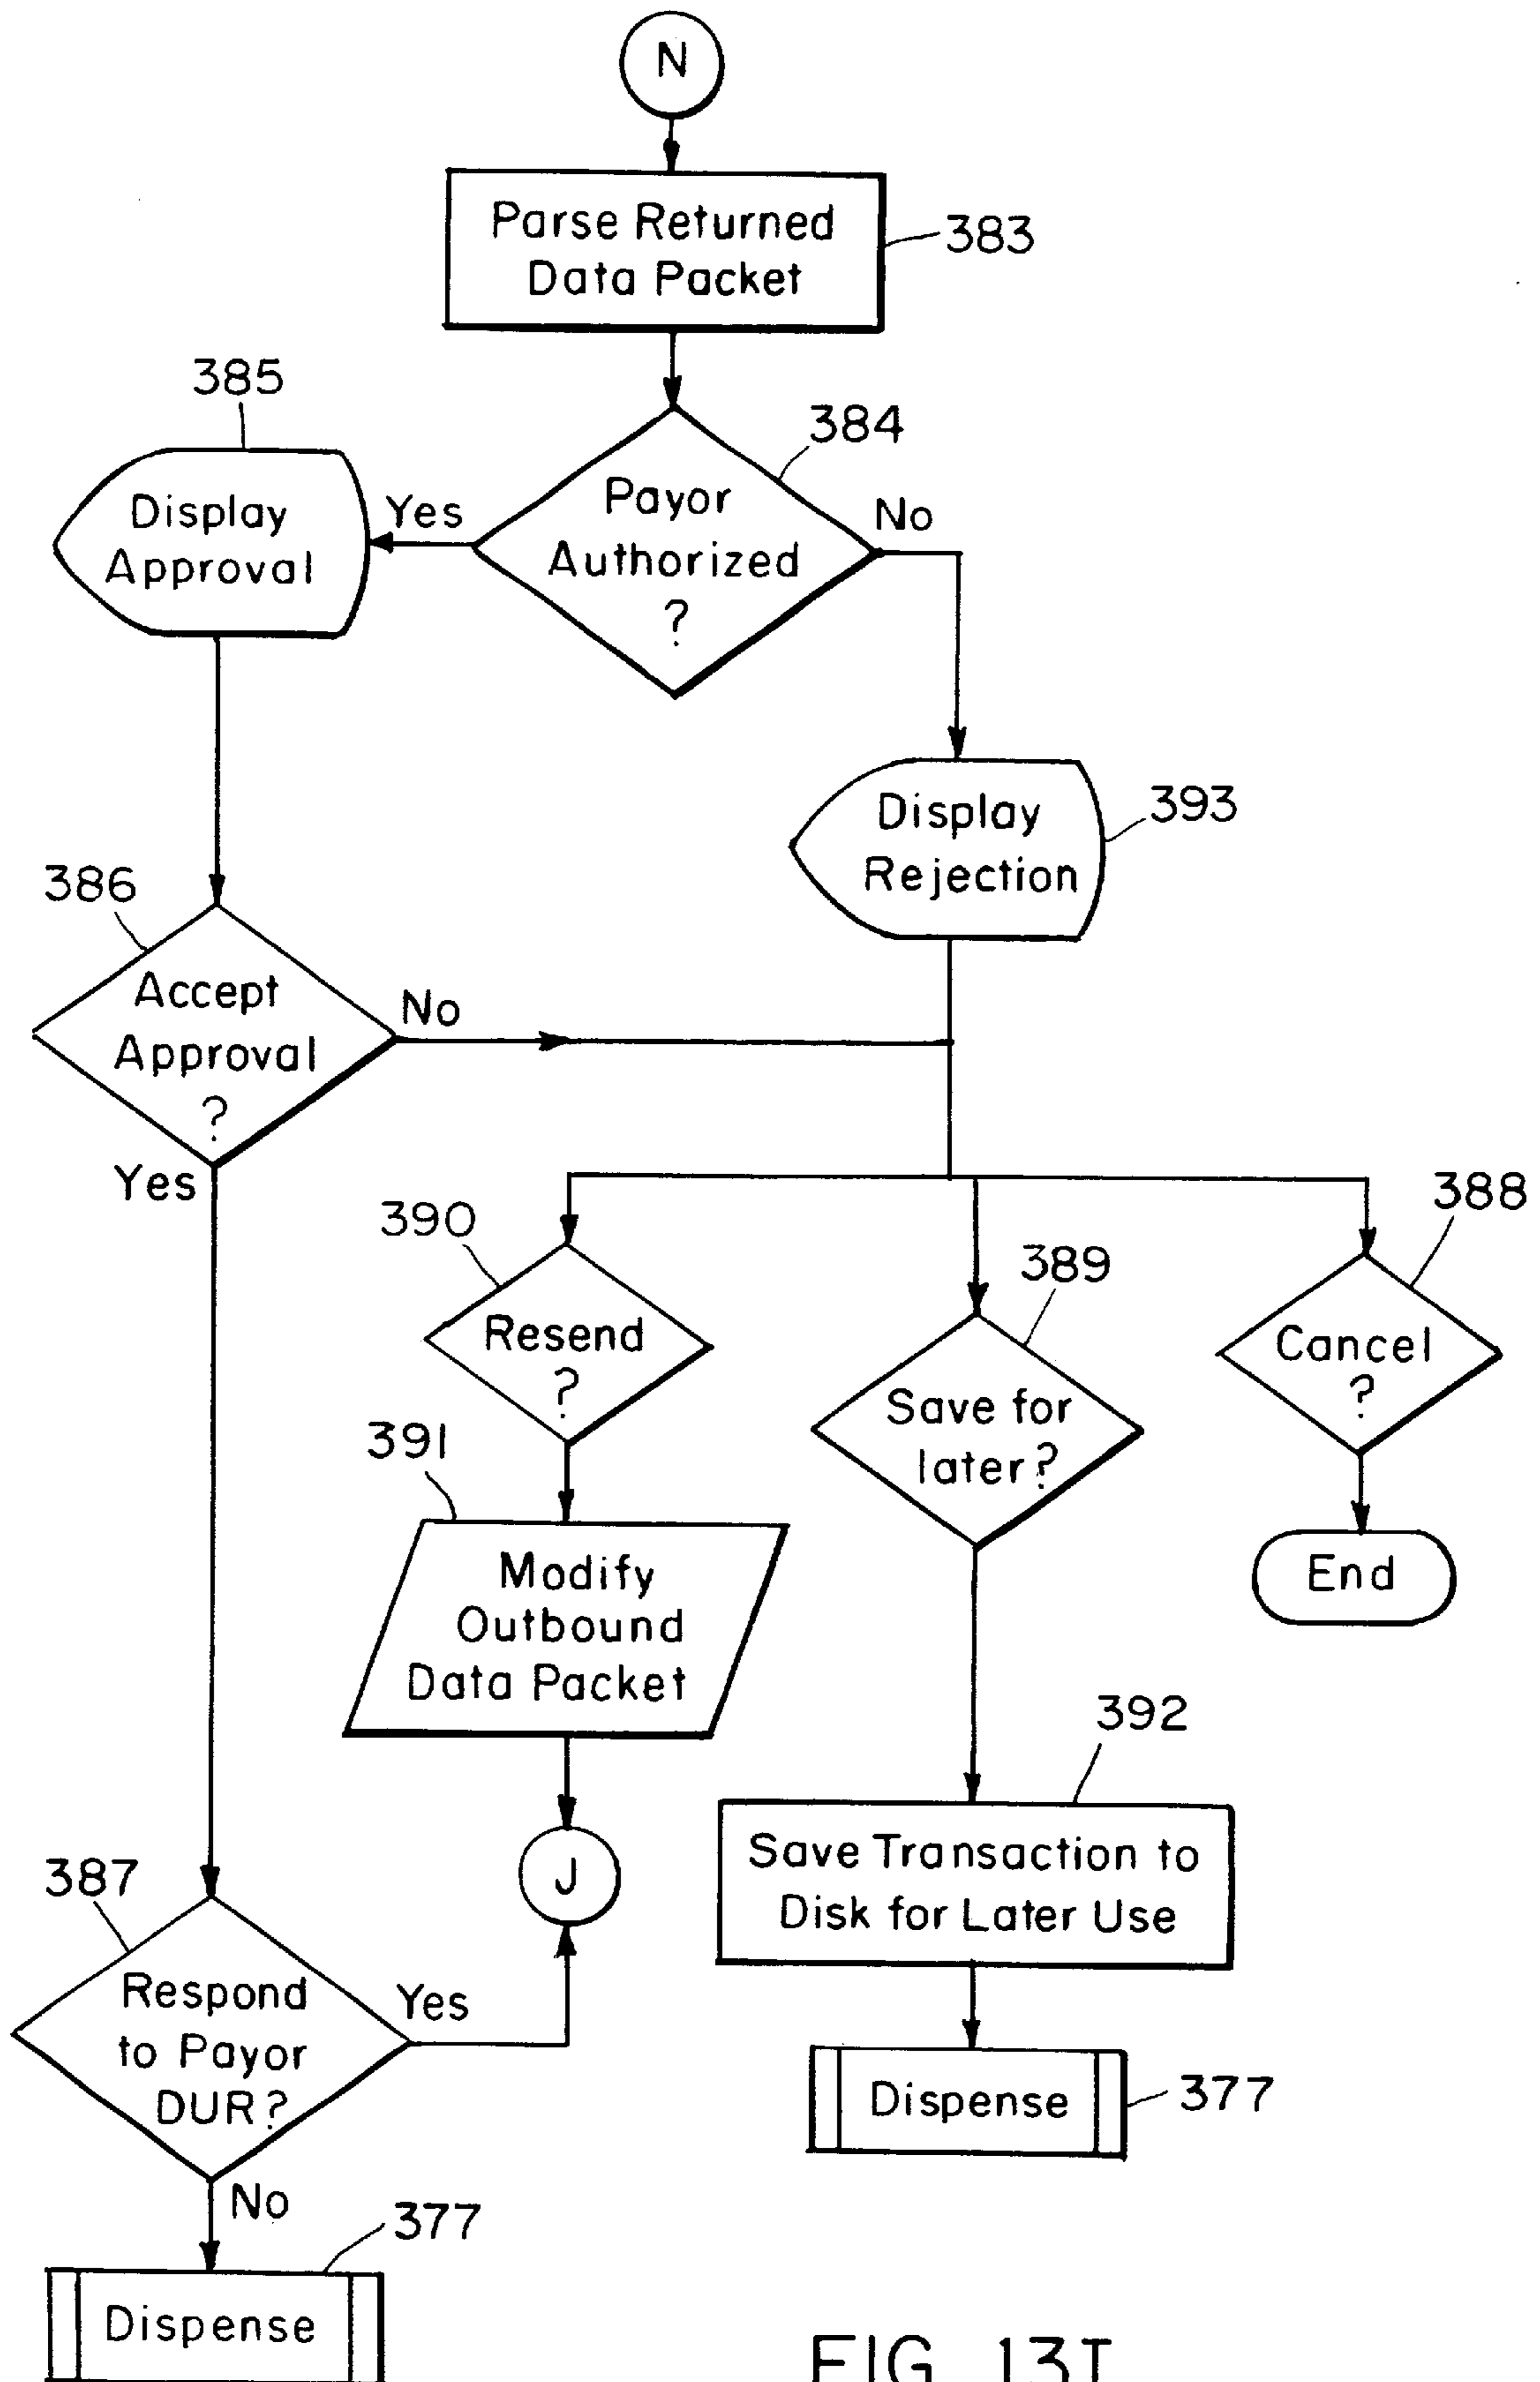 N
Parse Returned
Data Packet
383
384
385
Payor
Authorized
?
Yes
No
Display
Approval
Display
Rejection
393
386
Accept
Approval
?
No
Yes
390
Resend
?
389
Save for
later?
388
Cancel
?
End
391
Modify
Outbound
Data Packet
J
392
Save Transaction to
Disk for Later Use
Dispense
377
387
Respond
to Payor
DUR?
Yes
No
377
Dispense